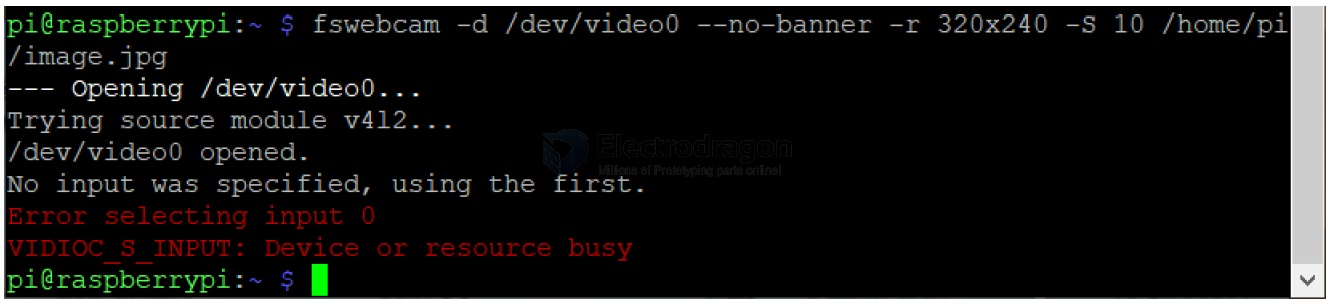 pi@raspberrypi:~ $ fswebcam -d /dev/video0 --no-banner -r 320x240 -S 10 /home/pi
/image.jpg
--- Opening /dev/video0...
Trying source module v4l2...
/dev/video0 opened.
No input was specified, using the first.
Error selecting input 0
VIDIOC_S_INPUT: Device or resource busy
pi@raspberrypi:~ $
Electrodragon
Millions of Prototyping parts online!